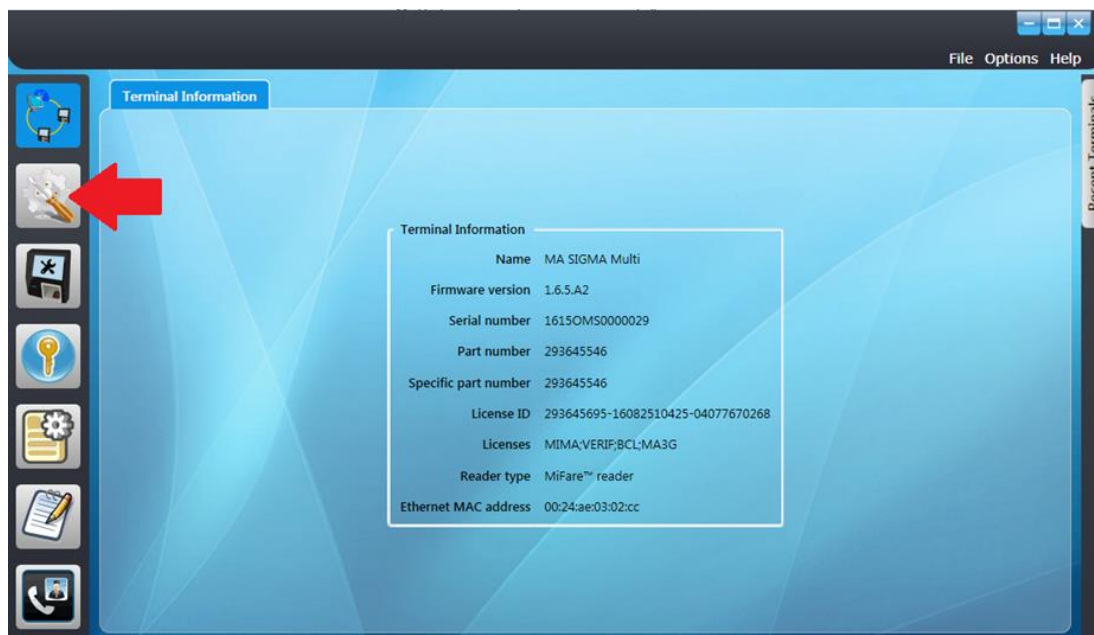 File Options Help
Terminal Information
Recent Terminals
Terminal Information
Name MA SIGMA Multi
Firmware version 1.6.5.A2
Serial number 1615OMS0000029
Part number 293645546
Specific part number 293645546
License ID 293645695-16082510425-04077670268
Licenses MIMA;VERIF;BCL;MA3G
Reader type MiFare™ reader
Ethernet MAC address 00:24:ae:03:02:cc